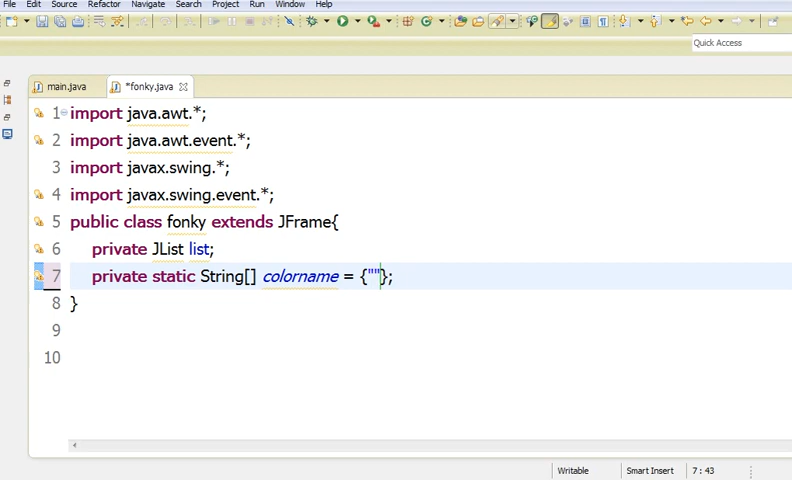 File Edit Source Refactor Navigate Search Project Run Window Help
Quick Access
main.java *fonky.java
1 import java.awt.*;
2 import java.awt.event.*;
3 import javax.swing.*;
4 import javax.swing.event.*;
5 public class fonky extends JFrame{
6 private JList list;
7 private static String[] colorname = {""};
8 }
9
10
Writable Smart Insert 7 : 43